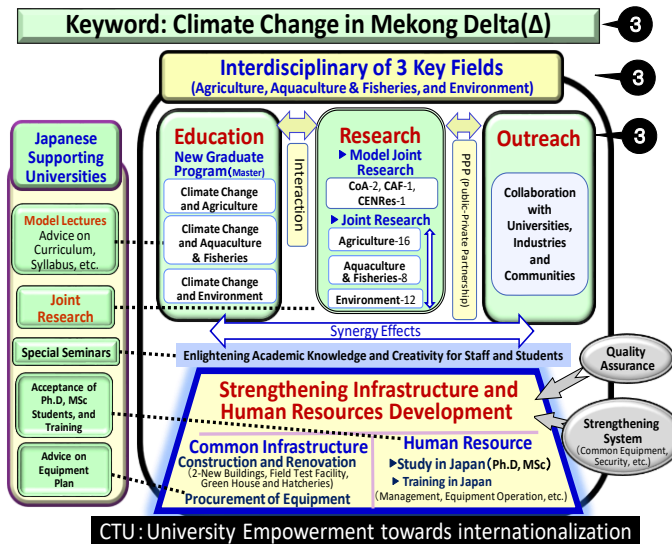 Keyword: Climate Change in Mekong Delta(Δ)
3
Interdisciplinary of 3 Key Fields
(Agriculture, Aquaculture & Fisheries, and Environment)
3
Japanese
Supporting
Universities
Model Lectures
Advice on
Curriculum,
Syllabus, etc.
Joint
Research
Special Seminars
Acceptance of
Ph.D, MSc
Students, and
Training
Advice on
Equipment
Plan
Education
New Graduate
Program(Master)
Climate Change
and Agriculture
Climate Change
and Aquaculture
& Fisheries
Climate Change
and Environment
Interaction
Research
Model Joint
Research
CoA-2, CAF-1,
CENRes-1
Joint Research
Agriculture-16
Aquaculture
& Fisheries-8
Environment-12
PPP (Public-Private Partnership)
Outreach
3
Collaboration
with
Universities,
Industries
and
Communities
Synergy Effects
Enlightening Academic Knowledge and Creativity for Staff and Students
Quality
Assurance
Strengthening
System
(Common Equipment,
Security, etc.)
Strengthening Infrastructure and
Human Resources Development
Common Infrastructure
Construction and Renovation
(2-New Buildings, Field Test Facility,
Green House and Hatcheries)
Procurement of Equipment
Human Resource
Study in Japan(Ph.D, MSc)
Training in Japan
(Management, Equipment Operation, etc.)
CTU : University Empowerment towards internationalization